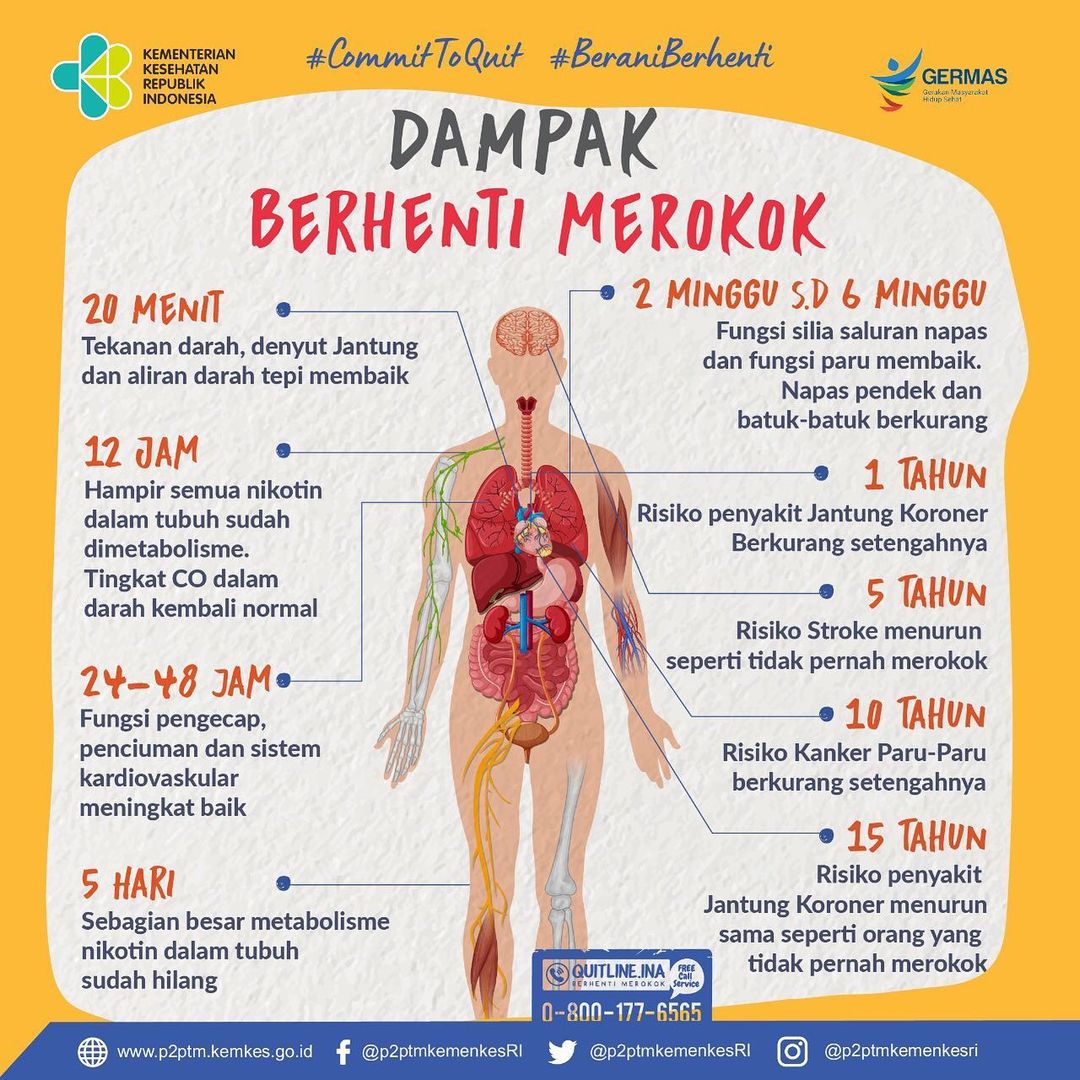 KEMENTERIAN
KESEHATAN
REPUBLIK
INDONESIA
#CommitToQuit #BeraniBerhenti
GERMAS
Gerakan Masyarakat
Hidup Sehat
DAMPAK
BERHENTI MEROKOK
20 MENIT
Tekanan darah, denyut Jantung
dan aliran darah tepi membaik
12 JAM
Hampir semua nikotin
dalam tubuh sudah
dimetabolisme.
Tingkat CO dalam
darah kembali normal
24-48 JAM
Fungsi pengecap,
penciuman dan sistem
kardiovaskular
meningkat baik
5 HARI
Sebagian besar metabolisme
nikotin dalam tubuh
sudah hilang
2 MINGGU S.D 6 MINGGU
Fungsi silia saluran napas
dan fungsi paru membaik.
Napas pendek dan
batuk-batuk berkurang
1 TAHUN
Risiko penyakit Jantung Koroner
Berkurang setengahnya
5 TAHUN
Risiko Stroke menurun
seperti tidak pernah merokok
10 TAHUN
Risiko Kanker Paru-Paru
berkurang setengahnya
15 TAHUN
Risiko penyakit
Jantung Koroner menurun
sama seperti orang yang
tidak pernah merokok
QUITLINE.INA
BERHENTI MEROKOK
FREE
Call
Service
0-800-177-6565
www.p2ptm.kemkes.go.id
@p2ptmkemenkesRI
@p2ptmkemenkesRI
@p2ptmkemenkesri